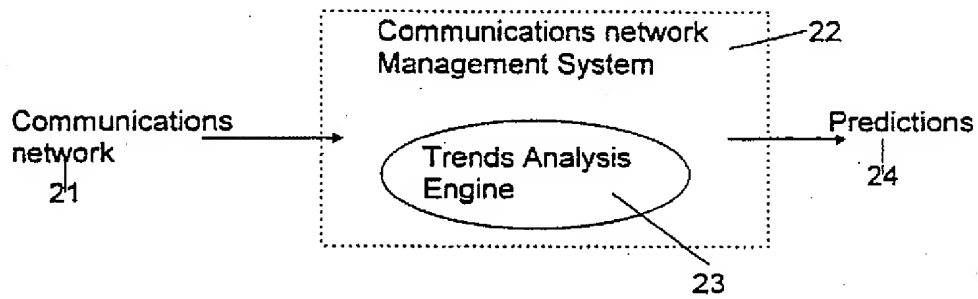 Communications network
Management System
22
Communications
network
21
Trends Analysis
Engine
Predictions
24
23